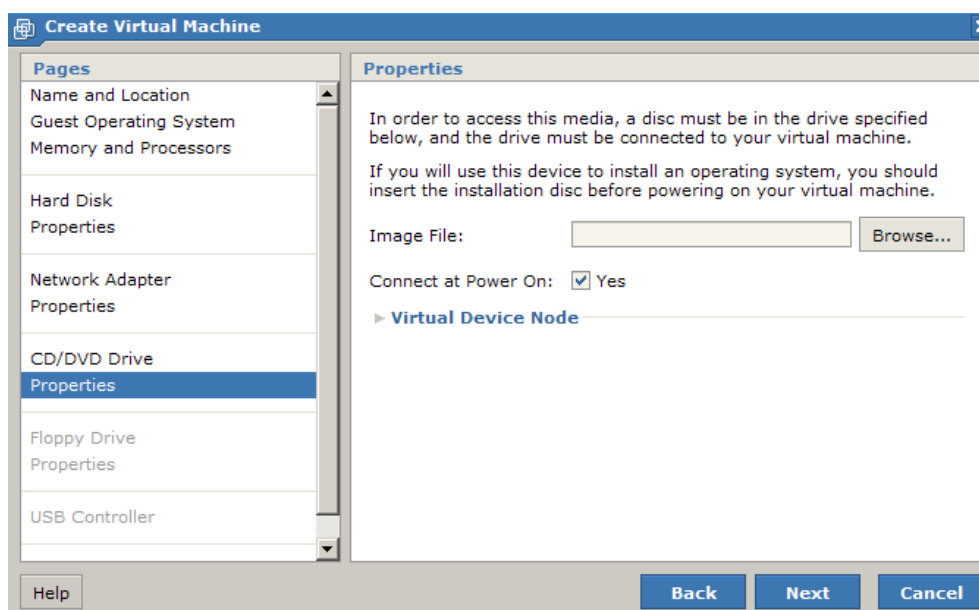 Create Virtual Machine
Pages
Name and Location
Guest Operating System
Memory and Processors
Hard Disk
Properties
Network Adapter
Properties
CD/DVD Drive
Properties
Floppy Drive
Properties
USB Controller
Properties
In order to access this media, a disc must be in the drive specified
below, and the drive must be connected to your virtual machine.
If you will use this device to install an operating system, you should
insert the installation disc before powering on your virtual machine.
Image File:
Browse...
Connect at Power On: Yes
Virtual Device Node
Help
Back
Next
Cancel